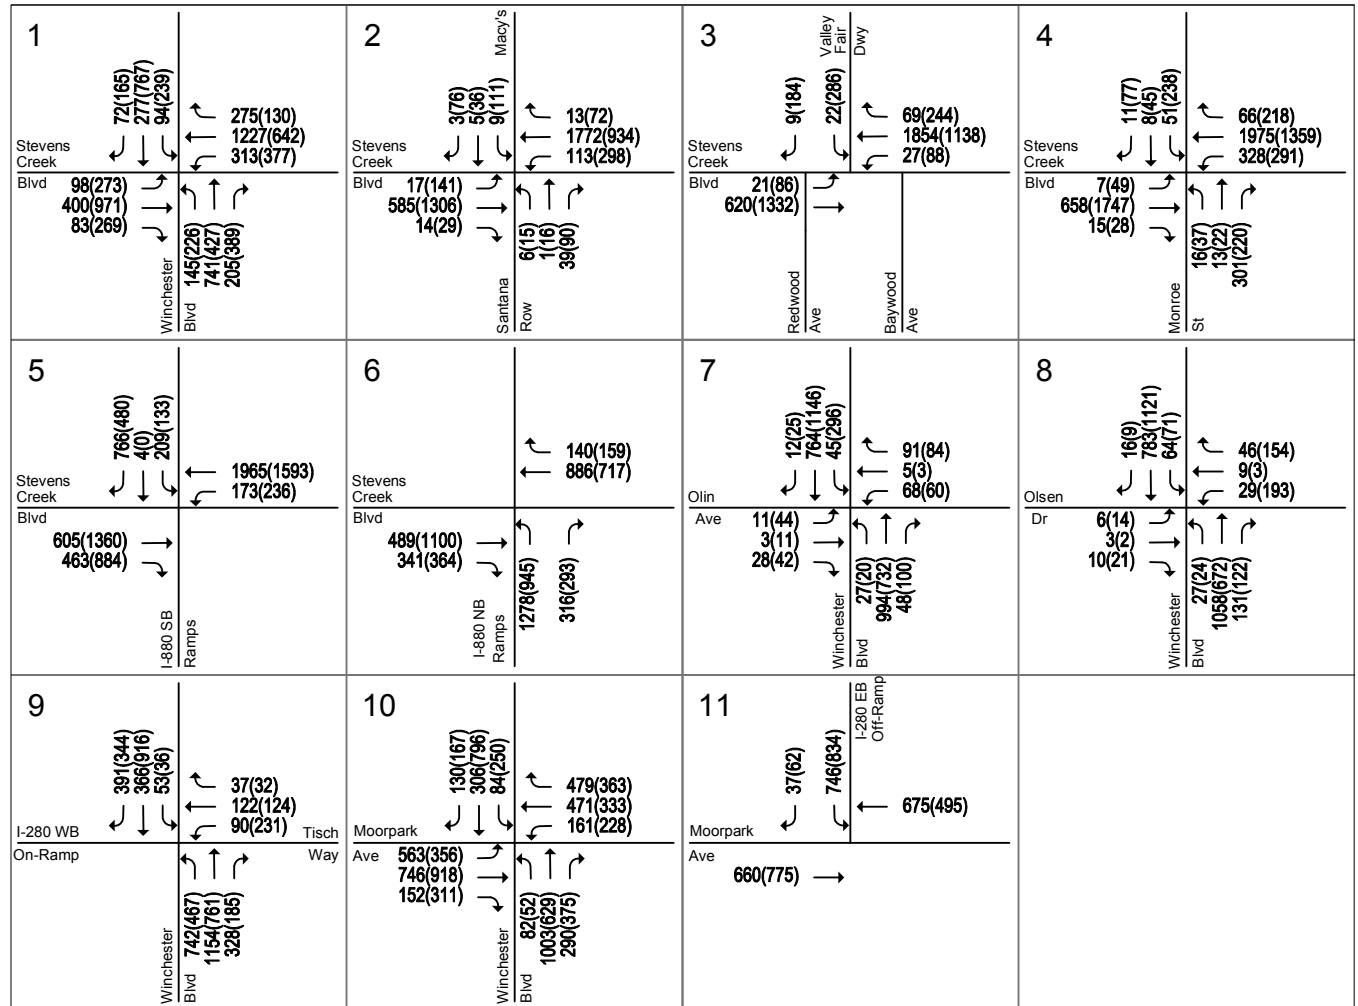 1
72(165)
277(767)
94(239)
275(130)
1227(642)
313(377)
Stevens
Creek
Blvd
98(273)
400(971)
83(269)
145(226)
741(427)
205(389)
Winchester
Blvd
2
Macy's
3(76)
5(36)
9(111)
13(72)
1772(934)
113(298)
Stevens
Creek
Blvd
17(141)
585(1306)
14(29)
6(15)
1(16)
39(90)
Santana
Row
3
Valley
Fair
Dwy
9(184)
22(286)
69(244)
1854(1138)
27(88)
Stevens
Creek
Blvd
21(86)
620(1332)
Redwood
Ave
Baywood
Ave
4
11(77)
8(45)
51(238)
66(218)
1975(1359)
328(291)
Stevens
Creek
Blvd
7(49)
658(1747)
15(28)
16(37)
13(22)
301(220)
Monroe
St
5
766(480)
4(0)
209(133)
1965(1593)
173(236)
Stevens
Creek
Blvd
605(1360)
463(884)
I-880 SB
Ramps
6
140(159)
886(717)
Stevens
Creek
Blvd
489(1100)
341(364)
1278(945)
316(293)
I-880 NB
Ramps
7
12(25)
764(1146)
45(296)
91(84)
5(3)
68(60)
Olin
Ave
11(44)
3(11)
28(42)
27(20)
994(732)
48(100)
Winchester
Blvd
8
16(9)
783(1121)
64(71)
46(154)
9(3)
29(193)
Olsen
Dr
6(14)
3(2)
10(21)
27(24)
1058(672)
131(122)
Winchester
Blvd
9
391(344)
366(916)
53(36)
37(32)
122(124)
90(231)
I-280 WB
On-Ramp
Tisch
Way
742(467)
1154(761)
328(185)
Winchester
Blvd
10
130(167)
306(796)
84(250)
479(363)
471(333)
161(228)
Moorpark
Ave
563(356)
746(918)
152(311)
82(52)
1003(629)
290(375)
Winchester
Blvd
11
I-280 EB
Off-Ramp
37(62)
746(834)
675(495)
Moorpark
Ave
660(775)